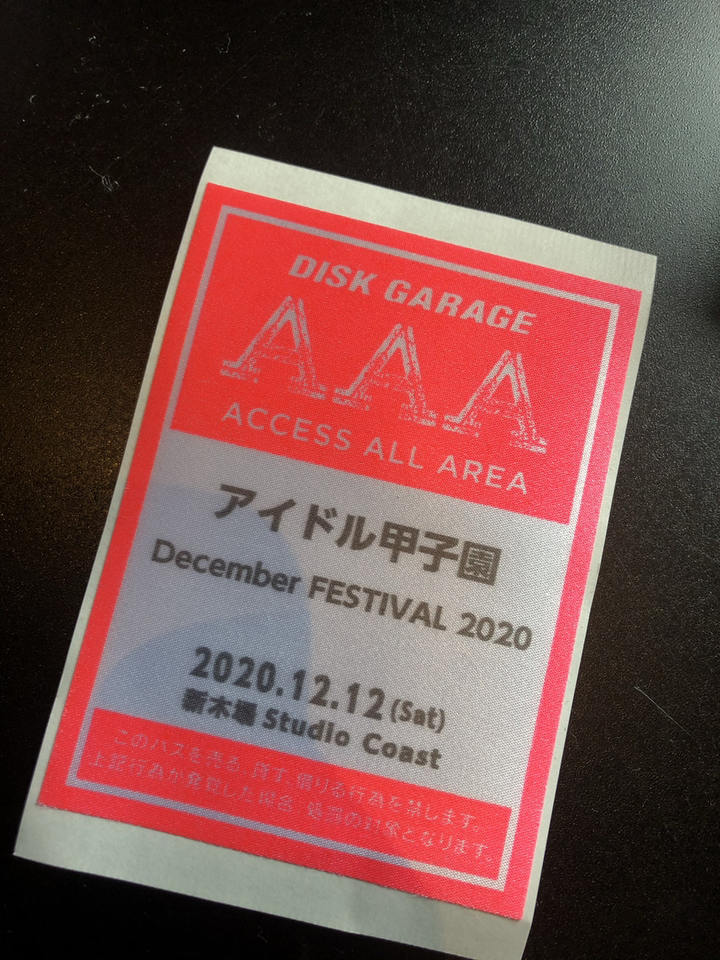 DISK GARAGE
AAA
ACCESS ALL AREA
アイドル甲子園
December FESTIVAL 2020
2020.12.12(Sat)
新木場 Studio Coast
このパスを売る、貸す、借りる行為を禁じます。
上記行為が発覚した場合、処罰の対象となります。